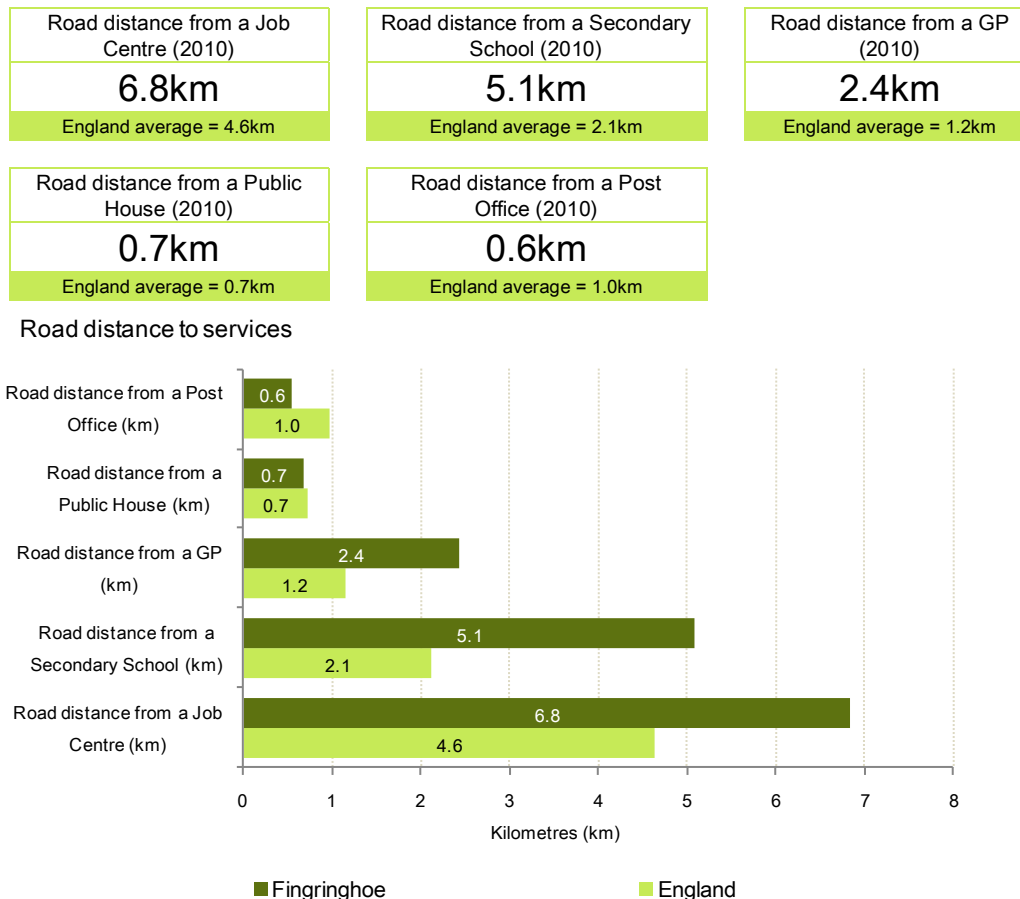 Road distance from a Job
Centre (2010)
6.8km
England average = 4.6km
Road distance from a Secondary
School (2010)
5.1km
England average = 2.1km
Road distance from a GP
(2010)
2.4km
England average = 1.2km
Road distance from a Public
House (2010)
0.7km
England average = 0.7km
Road distance from a Post
Office (2010)
0.6km
England average = 1.0km
Road distance to services
Road distance from a Post
Office (km)
0.6
1.0
Road distance from a
Public House (km)
0.7
0.7
Road distance from a GP
(km)
2.4
1.2
Road distance from a
Secondary School (km)
5.1
2.1
Road distance from a Job
Centre (km)
6.8
4.6
0 1 2 3 4 5 6 7 8
Kilometres (km)
Fingringhoe
England